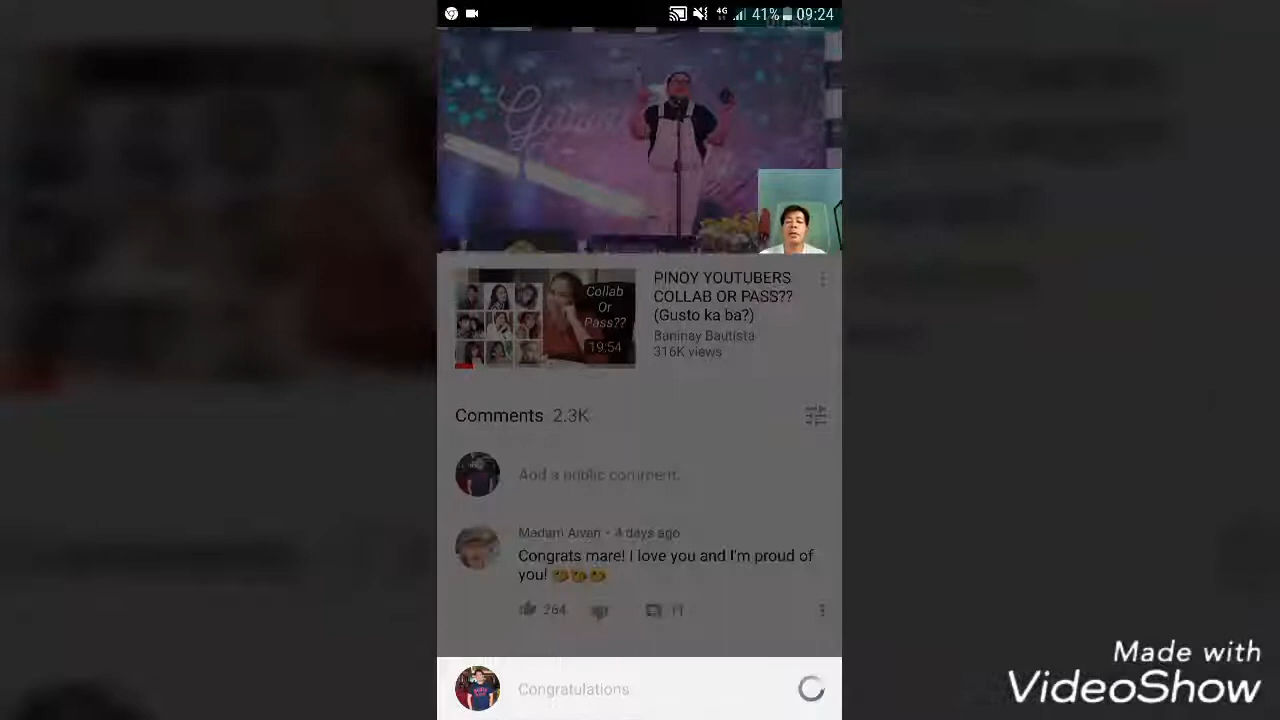 4G 41% 09:24
Collab
Or
Pass??
19:54
PINOY YOUTUBERS
COLLAB OR PASS??
(Gusto ka ba?)
Baninay Bautista
316K views
Comments 2.3K
Add a public comment.
Madam Aivan • 4 days ago
Congrats mare! I love you and I'm proud of
you!
264
11
Congratulations
Made with
VideoShow